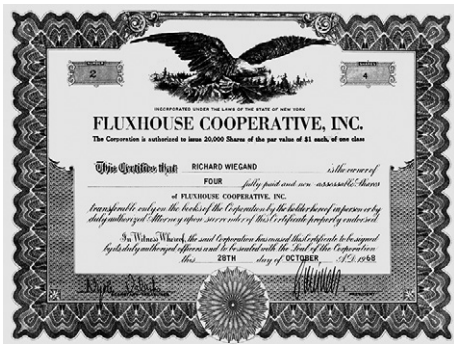 2
4
INCORPORATED UNDER THE LAWS OF THE STATE OF NEW YORK
FLUXHOUSE COOPERATIVE, INC.
The Corporation is authorized to issue 20,000 Shares of the par value of $1 each, of one class
This Certifies that RICHARD WIEGAND is the owner of
FOUR fully paid and non assessable Shares
of FLUXHOUSE COOPERATIVE, INC.
transferable only on the books of the Corporation by the holder hereof in person or by
duly authorized Attorney upon surrender of this Certificate properly endorsed.
In Witness Whereof, the said Corporation has caused this Certificate to be signed
by its duly authorized officers and to be sealed with the Seal of the Corporation
this 28TH day of OCTOBER A.D. 1968
SECRETARY-TREASURER
PRESIDENT